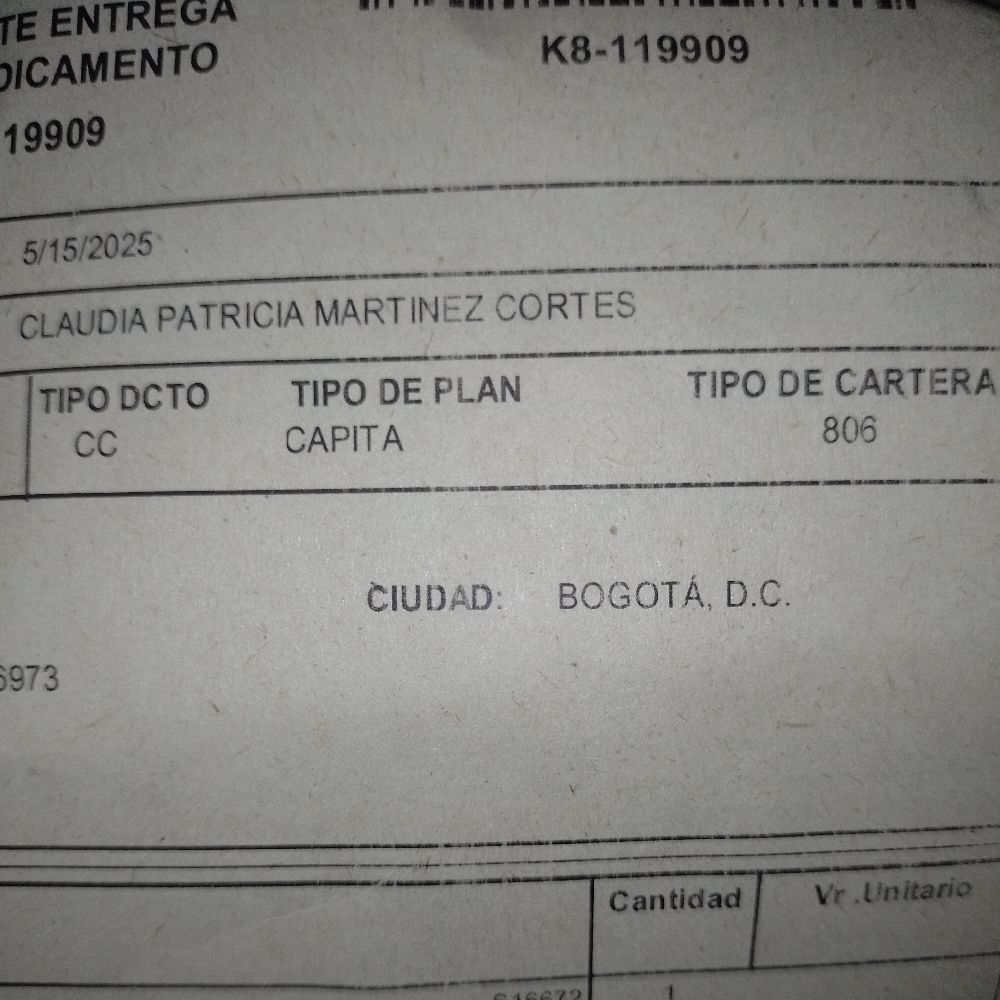 TE ENTREGA
DICAMENTO
K8-119909
19909
5/15/2025
CLAUDIA PATRICIA MARTINEZ CORTES
TIPO DCTO TIPO DE PLAN TIPO DE CARTERA
CC CAPITA 806
CIUDAD: BOGOTÁ, D.C.
6973
Cantidad Vr .Unitario